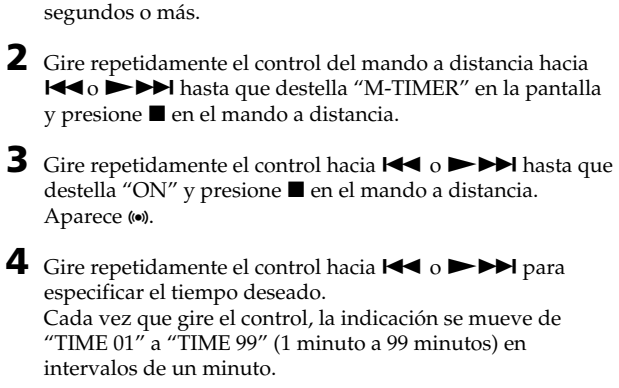 segundos o más.
2 Gire repetidamente el control del mando a distancia hacia
⏮ o ▶⏭ hasta que destella “M-TIMER” en la pantalla
y presione ■ en el mando a distancia.
3 Gire repetidamente el control hacia ⏮ o ▶⏭ hasta que
destella “ON” y presione ■ en el mando a distancia.
Aparece ((•)).
4 Gire repetidamente el control hacia ⏮ o ▶⏭ para
especificar el tiempo deseado.
Cada vez que gire el control, la indicación se mueve de
“TIME 01” a “TIME 99” (1 minuto a 99 minutos) en
intervalos de un minuto.